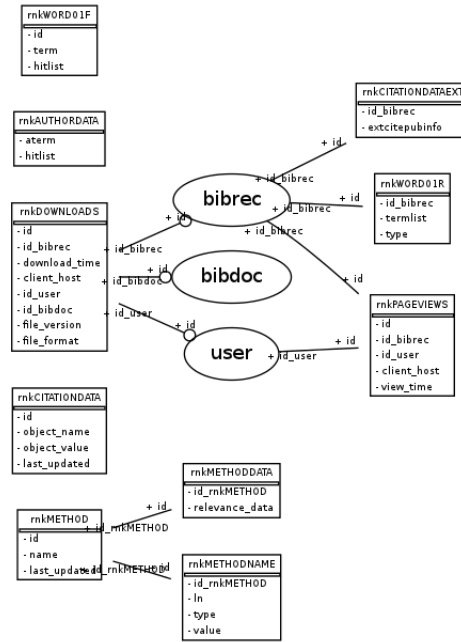 rnkWORD01F
- id
- term
- hitlist
rnkCITATIONDATAEXT
- id_bibrec
- extcitepubinfo
rnkAUTHORDATA
- aterm
- hitlist
+ id
+ id_bibrec
bibrec
+ id
+ id_bibrec
+ id
+ id_bibrec
rnkWORD01R
- id_bibrec
- termlist
- type
rnkDOWNLOADS
- id
- id_bibrec
- download_time
- client_host
- id_user
- id_bibdoc
- file_version
- file_format
+ id_bibrec
+ id
+ id_bibdoc
bibdoc
+ id
+ id_user
+ id
user
+ id
+ id_user
rnkPAGEVIEWS
- id
- id_bibrec
- id_user
- client_host
- view_time
rnkCITATIONDATA
- id
- object_name
- object_value
- last_updated
rnkMETHODDATA
- id_rnkMETHOD
- relevance_data
rnkMETHOD
- id
- name
- last_updated
+ id
+ id_rnkMETHOD
+ id
+ id_rnkMETHOD
rnkMETHODNAME
- id_rnkMETHOD
- ln
- type
- value